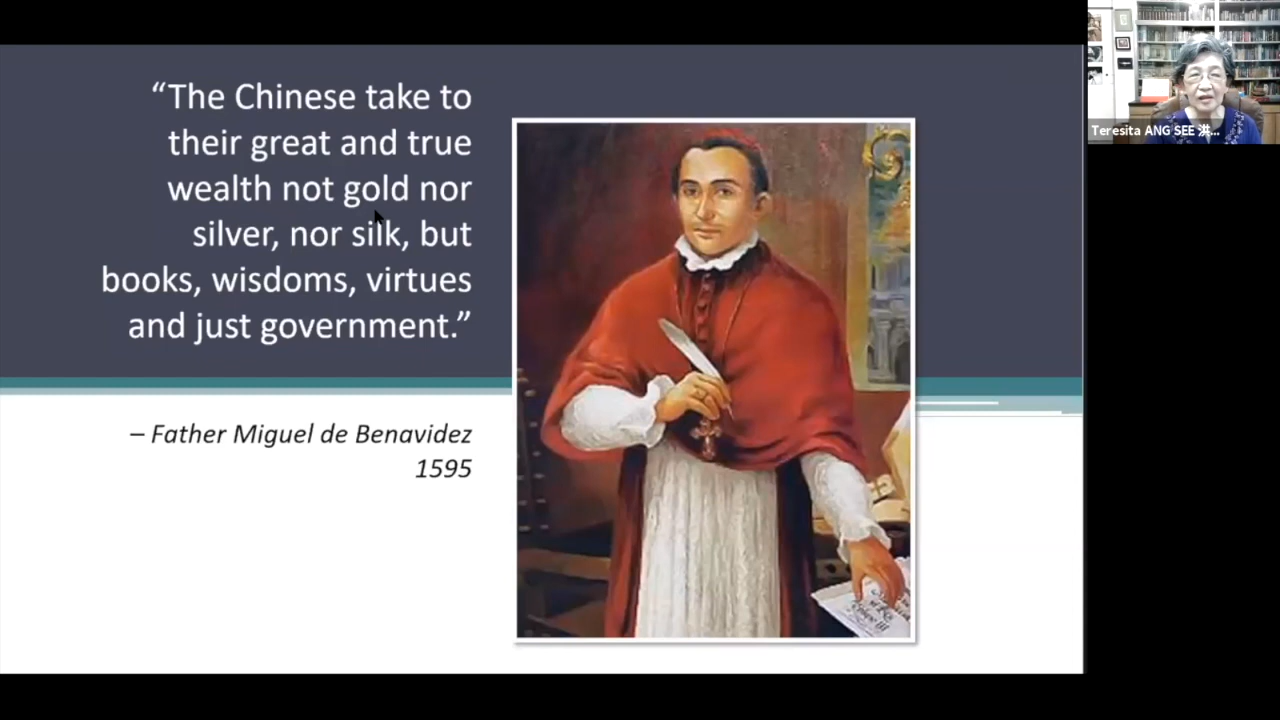 “The Chinese take to
their great and true
wealth not gold nor
silver, nor silk, but
books, wisdoms, virtues
and just government.”
– Father Miguel de Benavidez
1595
Teresita ANG SEE 洪...